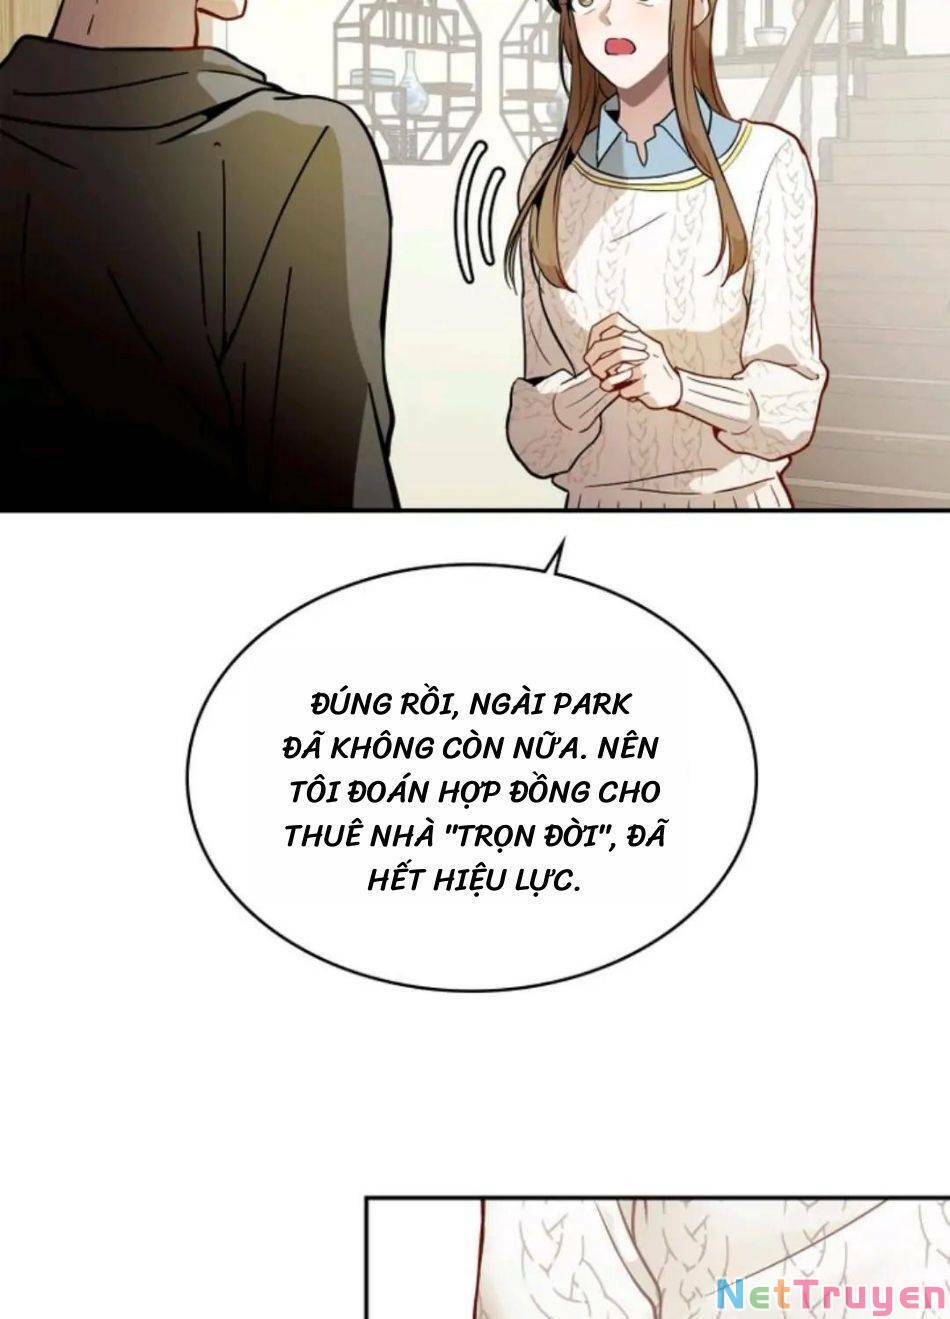 ĐÚNG RỒI, NGÀI PARK
ĐÃ KHÔNG CÒN NỮA. NÊN
TÔI ĐOÁN HỢP ĐỒNG CHO
THUÊ NHÀ "TRỌN ĐỜI", ĐÃ
HẾT HIỆU LỰC.
NETTRUYEN